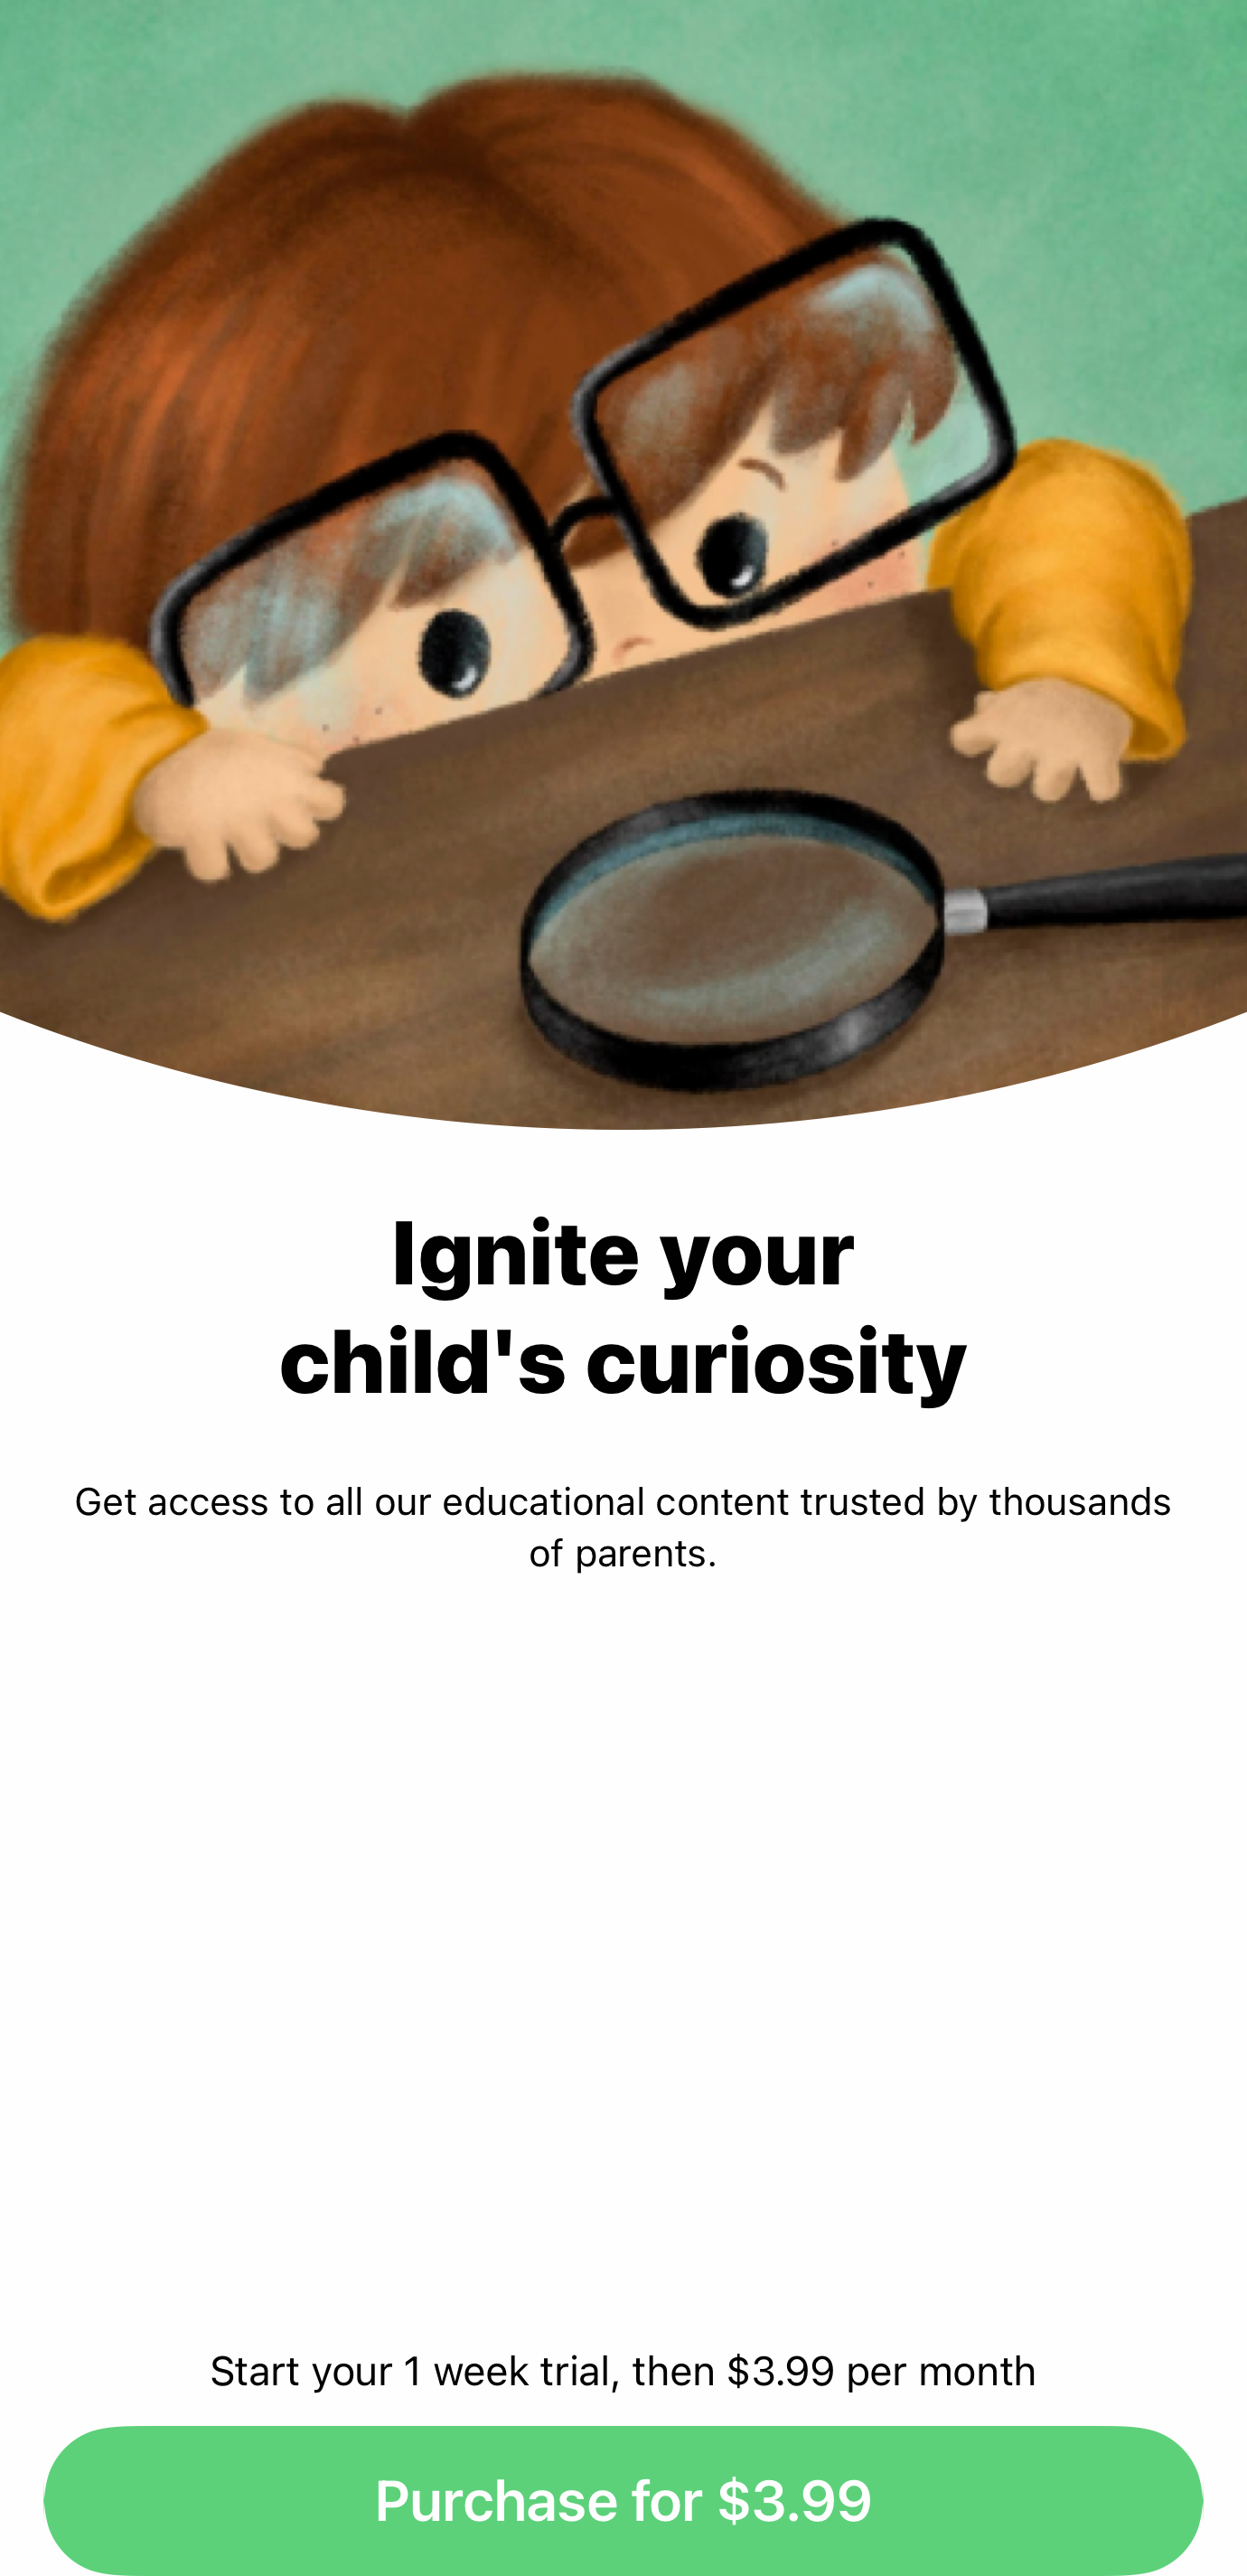 Ignite your
child's curiosity
Get access to all our educational content trusted by thousands
of parents.
Start your 1 week trial, then $3.99 per month
Purchase for $3.99